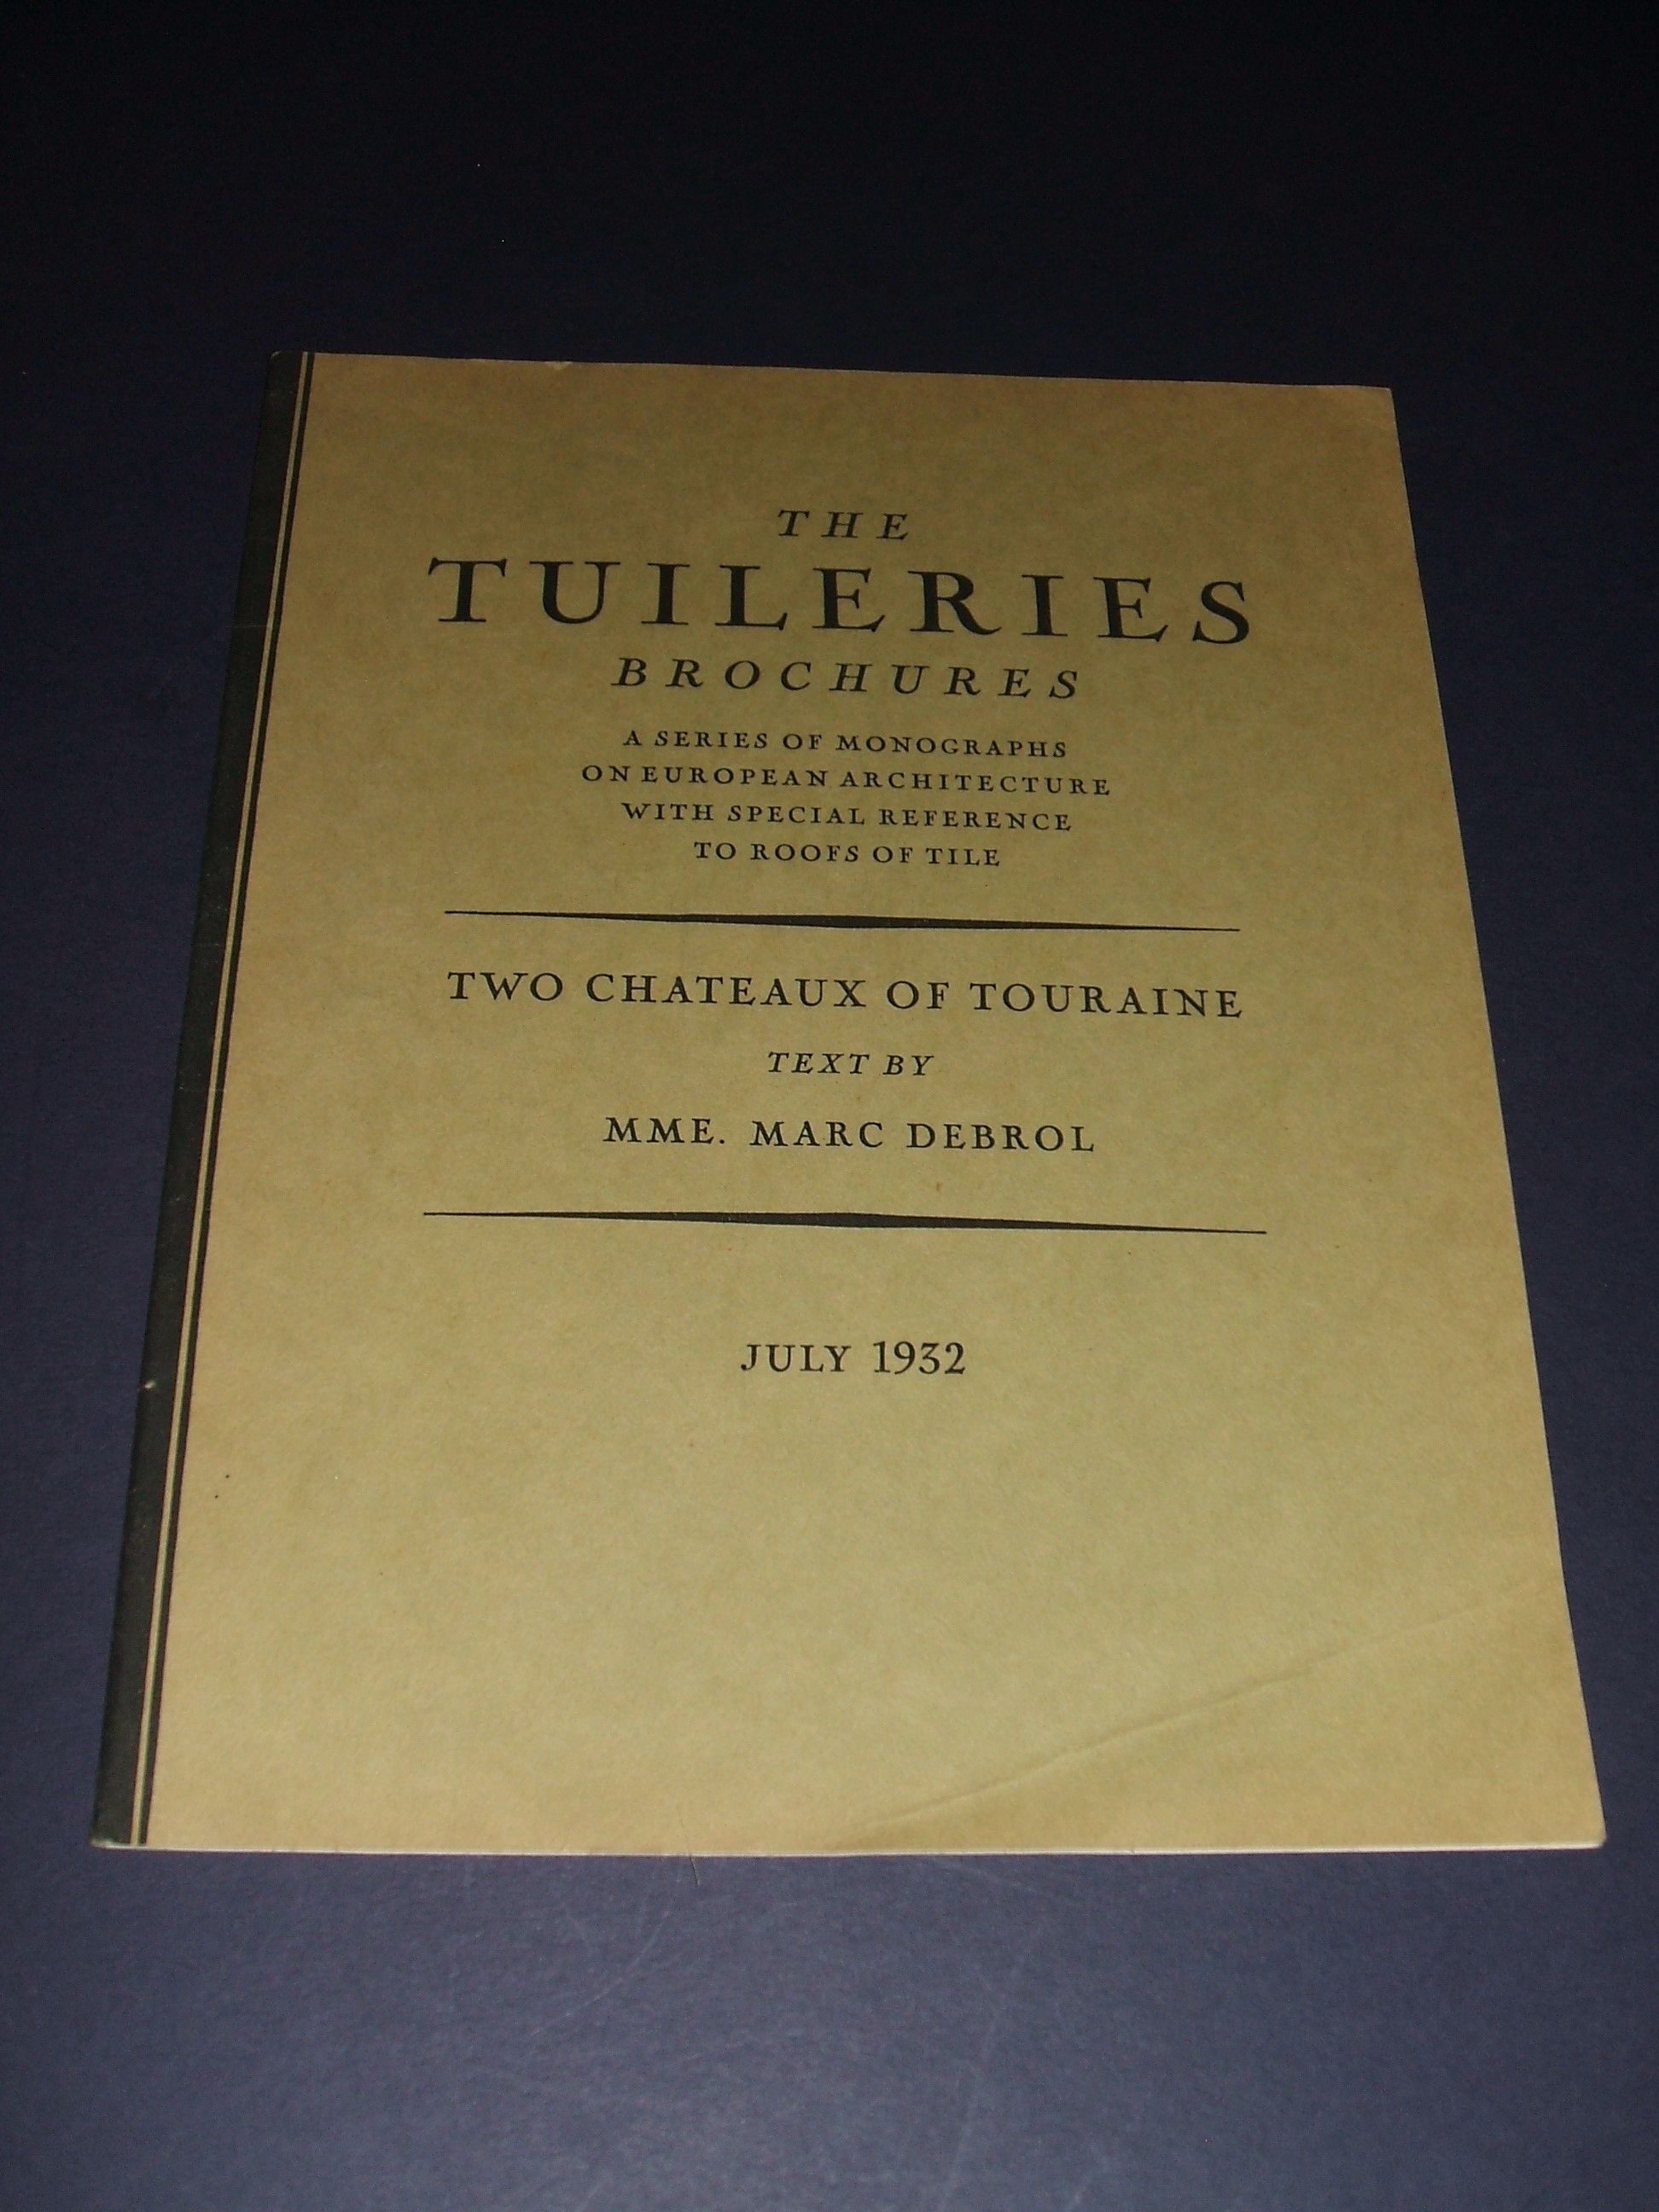 THE
TUILERIES
BROCHURES
A SERIES OF MONOGRAPHS
ON EUROPEAN ARCHITECTURE
WITH SPECIAL REFERENCE
TO ROOFS OF TILE
TWO CHATEAUX OF TOURAINE
TEXT BY
MME. MARC DEBROL
JULY 1932